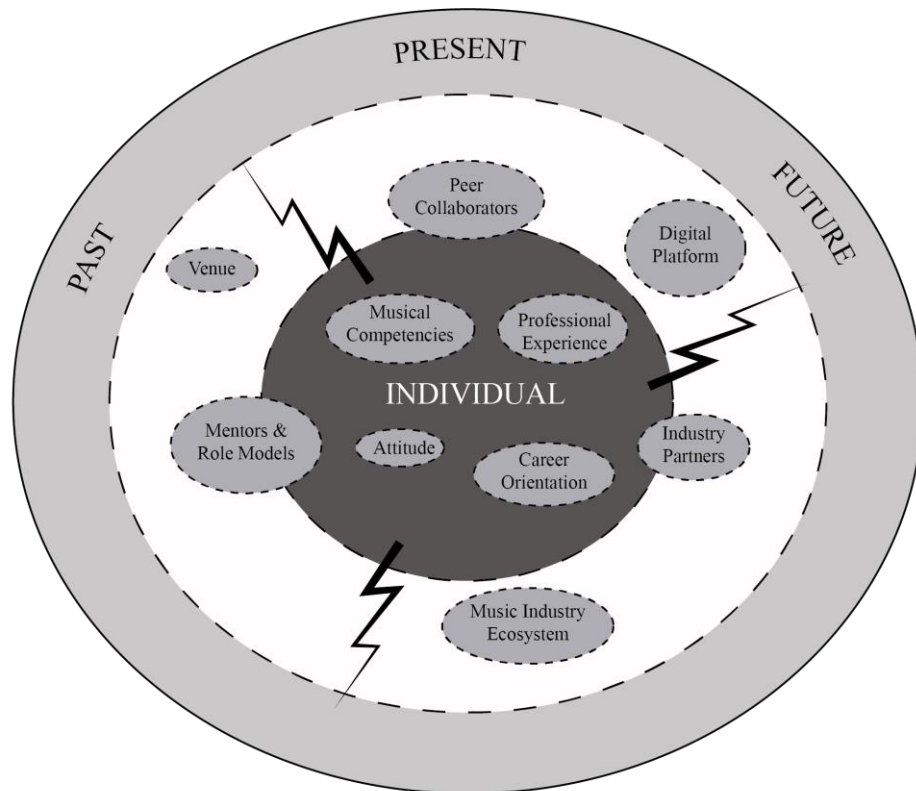 PRESENT
PAST
FUTURE
Peer
Collaborators
Digital
Platform
Venue
Musical
Competencies
Professional
Experience
INDIVIDUAL
Mentors &
Role Models
Attitude
Career
Orientation
Industry
Partners
Music Industry
Ecosystem